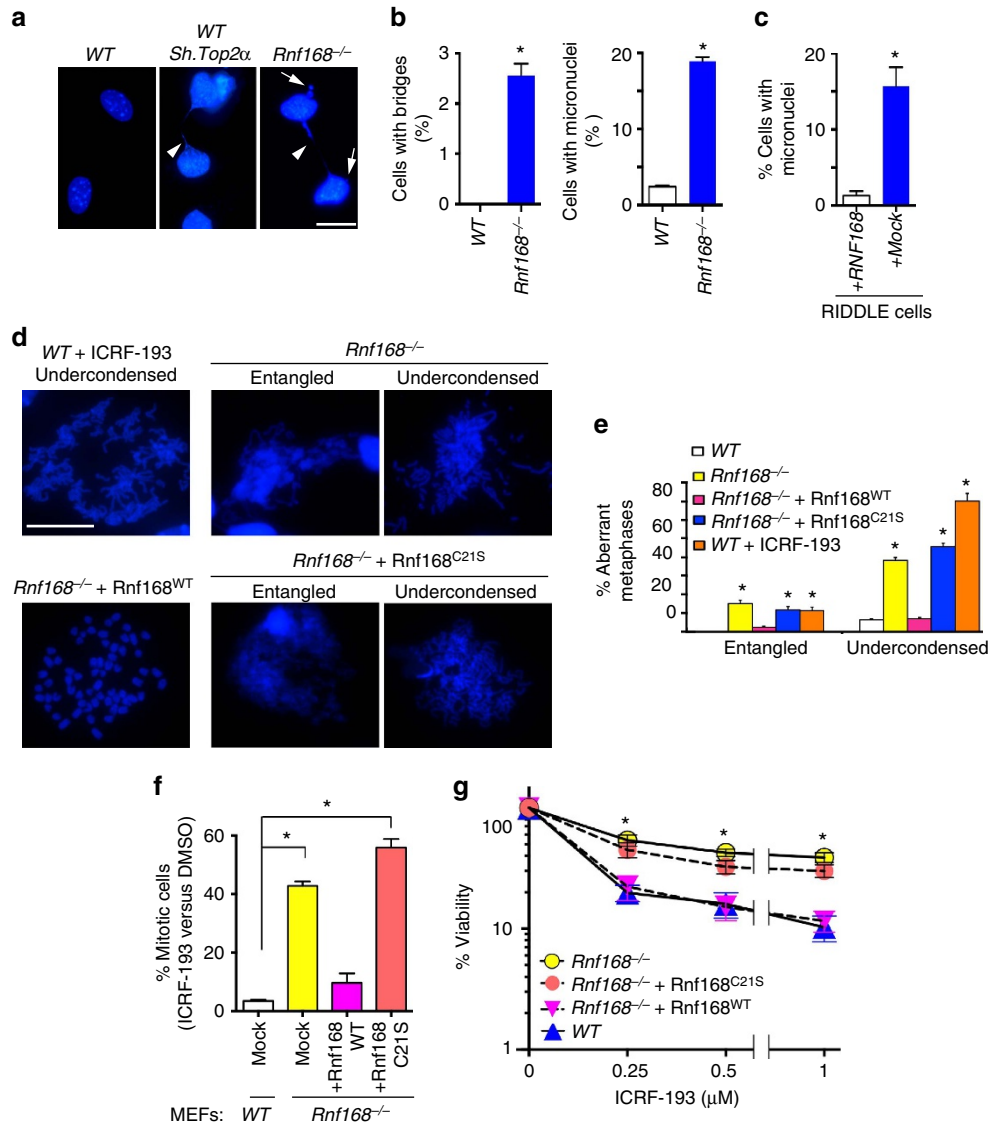 a
WT
WT
Sh.Top2α
Rnf168–/–
b
Cells with bridges
(%)
3
2
1
0
*
WT
Rnf168–/–
Cells with micronuclei
(%)
20
10
0
*
WT
Rnf168–/–
c
% Cells with
micronuclei
20
10
0
*
+RNF168
+Mock
RIDDLE cells
d
WT + ICRF-193
Undercondensed
Rnf168–/–
Entangled
Undercondensed
Rnf168–/– + Rnf168WT
Rnf168–/– + Rnf168C21S
Entangled
Undercondensed
e
WT
Rnf168–/–
Rnf168–/– + Rnf168WT
Rnf168–/– + Rnf168C21S
WT + ICRF-193
% Aberrant
metaphases
80
60
40
20
0
* * *
* * *
Entangled
Undercondensed
f
% Mitotic cells
(ICRF-193 versus DMSO)
60
40
20
0
*
*
Mock
Mock
+Rnf168
WT
+Rnf168
C21S
MEFs: WT Rnf168–/–
g
% Viability
100
10
1
* * *
Rnf168–/–
Rnf168–/– + Rnf168C21S
Rnf168–/– + Rnf168WT
WT
0 0.25 0.5 1
ICRF-193 (μM)